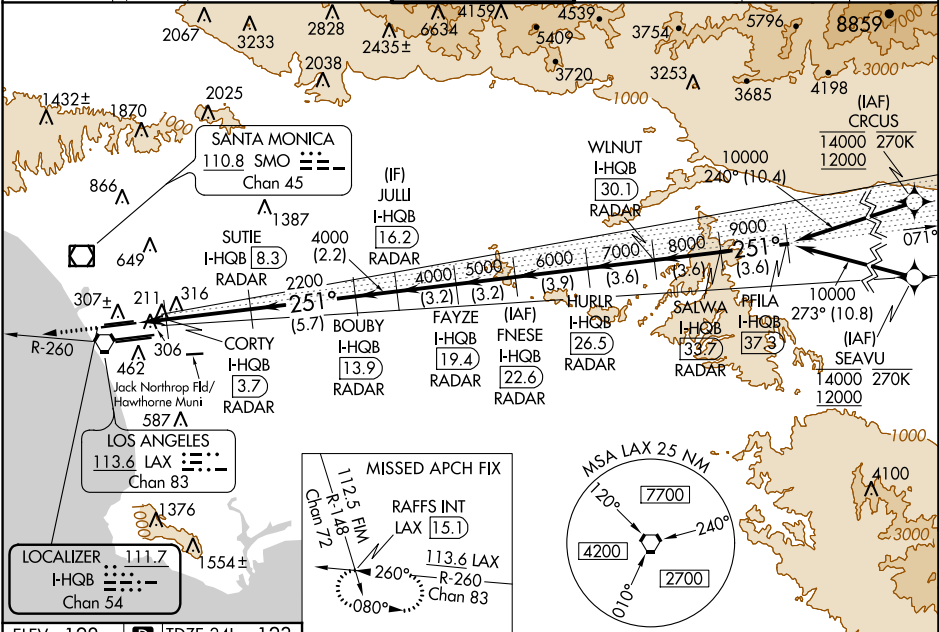 2067
3233
2828
2435±
6634
4159
5409
4539
3720
3754
3253
5796
3685
8859
7000
4198
3000
1000
1432±
1870
1000
2025
2038
SANTA MONICA
110.8 SMO
Chan 45
866
649
1387
(IAF)
CRCUS
14000 270K
12000
WLNUT
I-HQB
30.1
RADAR
10000
240° (10.4)
(IF)
JULLI
I-HQB
16.2
RADAR
SUTIE
I-HQB 8.3
RADAR
4000
(2.2)
2200
251°
(5.7)
4000
(3.2)
5000
(3.2)
6000
(3.9)
7000
(3.6)
8000
(3.6)
9000
251°
(3.6)
071°
10000
273° (10.8)
(IAF)
SEAVU
14000 270K
12000
307±
211
316
306
462
R-260
CORTY
I-HQB
3.7
RADAR
BOUBY
I-HQB
13.9
RADAR
FAYZE
I-HQB
19.4
RADAR
(IAF)
FNESE
I-HQB
22.6
RADAR
HURLR
I-HQB
26.5
RADAR
SALWA
I-HQB
33.7
RADAR
PFILA
I-HQB
37.3
Jack Northrop Fld/
Hawthorne Muni
587
LOS ANGELES
113.6 LAX
Chan 83
1376
1000
1554±
LOCALIZER 111.7
I-HQB
Chan 54
MISSED APCH FIX
112.5 FIM
R-148
Chan 72
RAFFS INT
LAX 15.1
113.6 LAX
R-260
Chan 83
260°
080°
MSA LAX 25 NM
120°
7700
240°
4200
2700
010°
1000
4100
3000